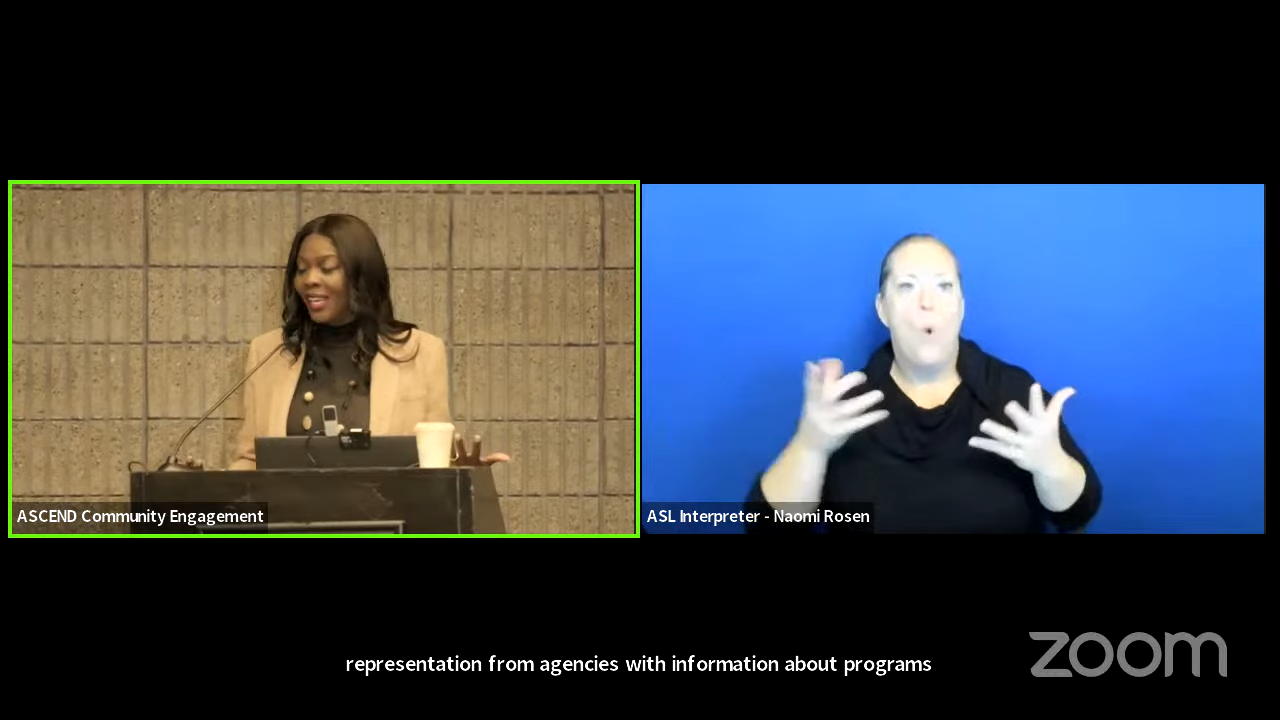 ASCEND Community Engagement
ASL Interpreter - Naomi Rosen
representation from agencies with information about programs
zoom